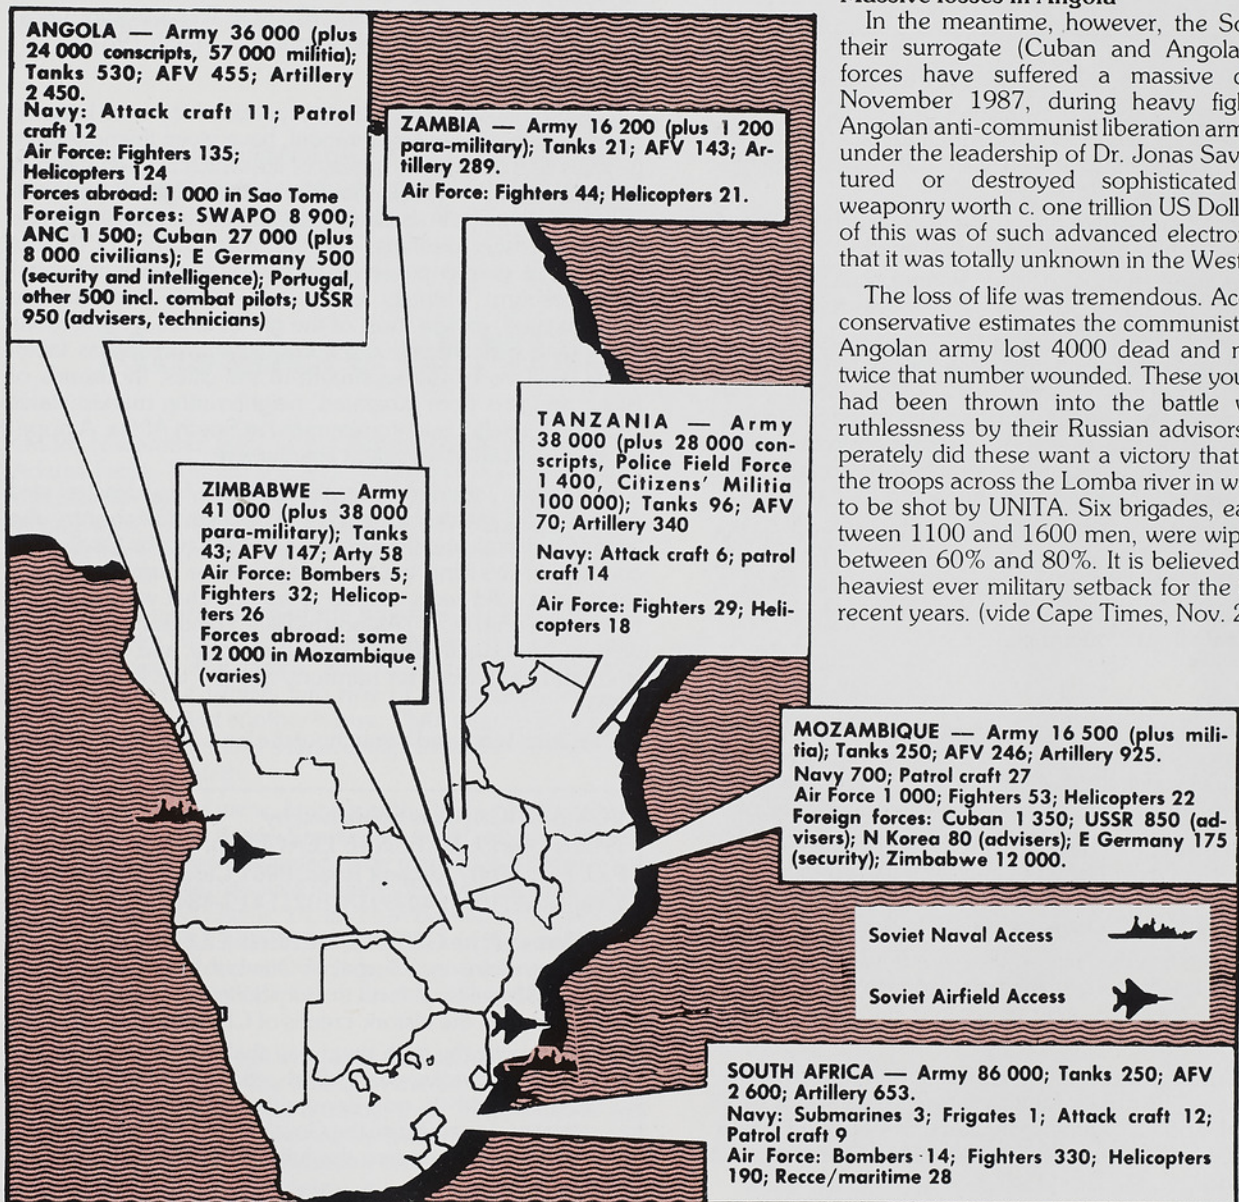 ANGOLA — Army 36 000 (plus
24 000 conscripts, 57 000 militia);
Tanks 530; AFV 455; Artillery
2 450.
Navy: Attack craft 11; Patrol
craft 12
Air Force: Fighters 135;
Helicopters 124
Forces abroad: 1 000 in Sao Tome
Foreign Forces: SWAPO 8 900;
ANC 1 500; Cuban 27 000 (plus
8 000 civilians); E Germany 500
(security and intelligence); Portugal,
other 500 incl. combat pilots; USSR
950 (advisers, technicians)
ZAMBIA — Army 16 200 (plus 1 200
para-military); Tanks 21; AFV 143; Ar-
tillery 289.
Air Force: Fighters 44; Helicopters 21.
TANZANIA — Army
38 000 (plus 28 000 con-
scripts, Police Field Force
1 400, Citizens' Militia
100 000); Tanks 96; AFV
70; Artillery 340
Navy: Attack craft 6; patrol
craft 14
Air Force: Fighters 29; Heli-
copters 18
ZIMBABWE — Army
41 000 (plus 38 000
para-military); Tanks
43; AFV 147; Arty 58
Air Force: Bombers 5;
Fighters 32; Helicop-
ters 26
Forces abroad: some
12 000 in Mozambique
(varies)
MOZAMBIQUE — Army 16 500 (plus mili-
tia); Tanks 250; AFV 246; Artillery 925.
Navy 700; Patrol craft 27
Air Force 1 000; Fighters 53; Helicopters 22
Foreign forces: Cuban 1 350; USSR 850 (ad-
visers); N Korea 80 (advisers); E Germany 175
(security); Zimbabwe 12 000.
Soviet Naval Access
Soviet Airfield Access
SOUTH AFRICA — Army 86 000; Tanks 250; AFV
2 600; Artillery 653.
Navy: Submarines 3; Frigates 1; Attack craft 12;
Patrol craft 9
Air Force: Bombers 14; Fighters 330; Helicopters
190; Recce/maritime 28
Massive losses in Angola
In the meantime, however, the So
their surrogate (Cuban and Angola
forces have suffered a massive
November 1987, during heavy figh
Angolan anti-communist liberation arm
under the leadership of Dr. Jonas Sav
tured or destroyed sophisticated
weaponry worth c. one trillion US Doll
of this was of such advanced electro
that it was totally unknown in the West
The loss of life was tremendous. Ac
conservative estimates the communist
Angolan army lost 4000 dead and
twice that number wounded. These you
had been thrown into the battle
ruthlessness by their Russian advisors
perately did these want a victory that
the troops across the Lomba river in w
to be shot by UNITA. Six brigades, ea
tween 1100 and 1600 men, were wip
between 60% and 80%. It is believed
heaviest ever military setback for the
recent years. (vide Cape Times, Nov. 2